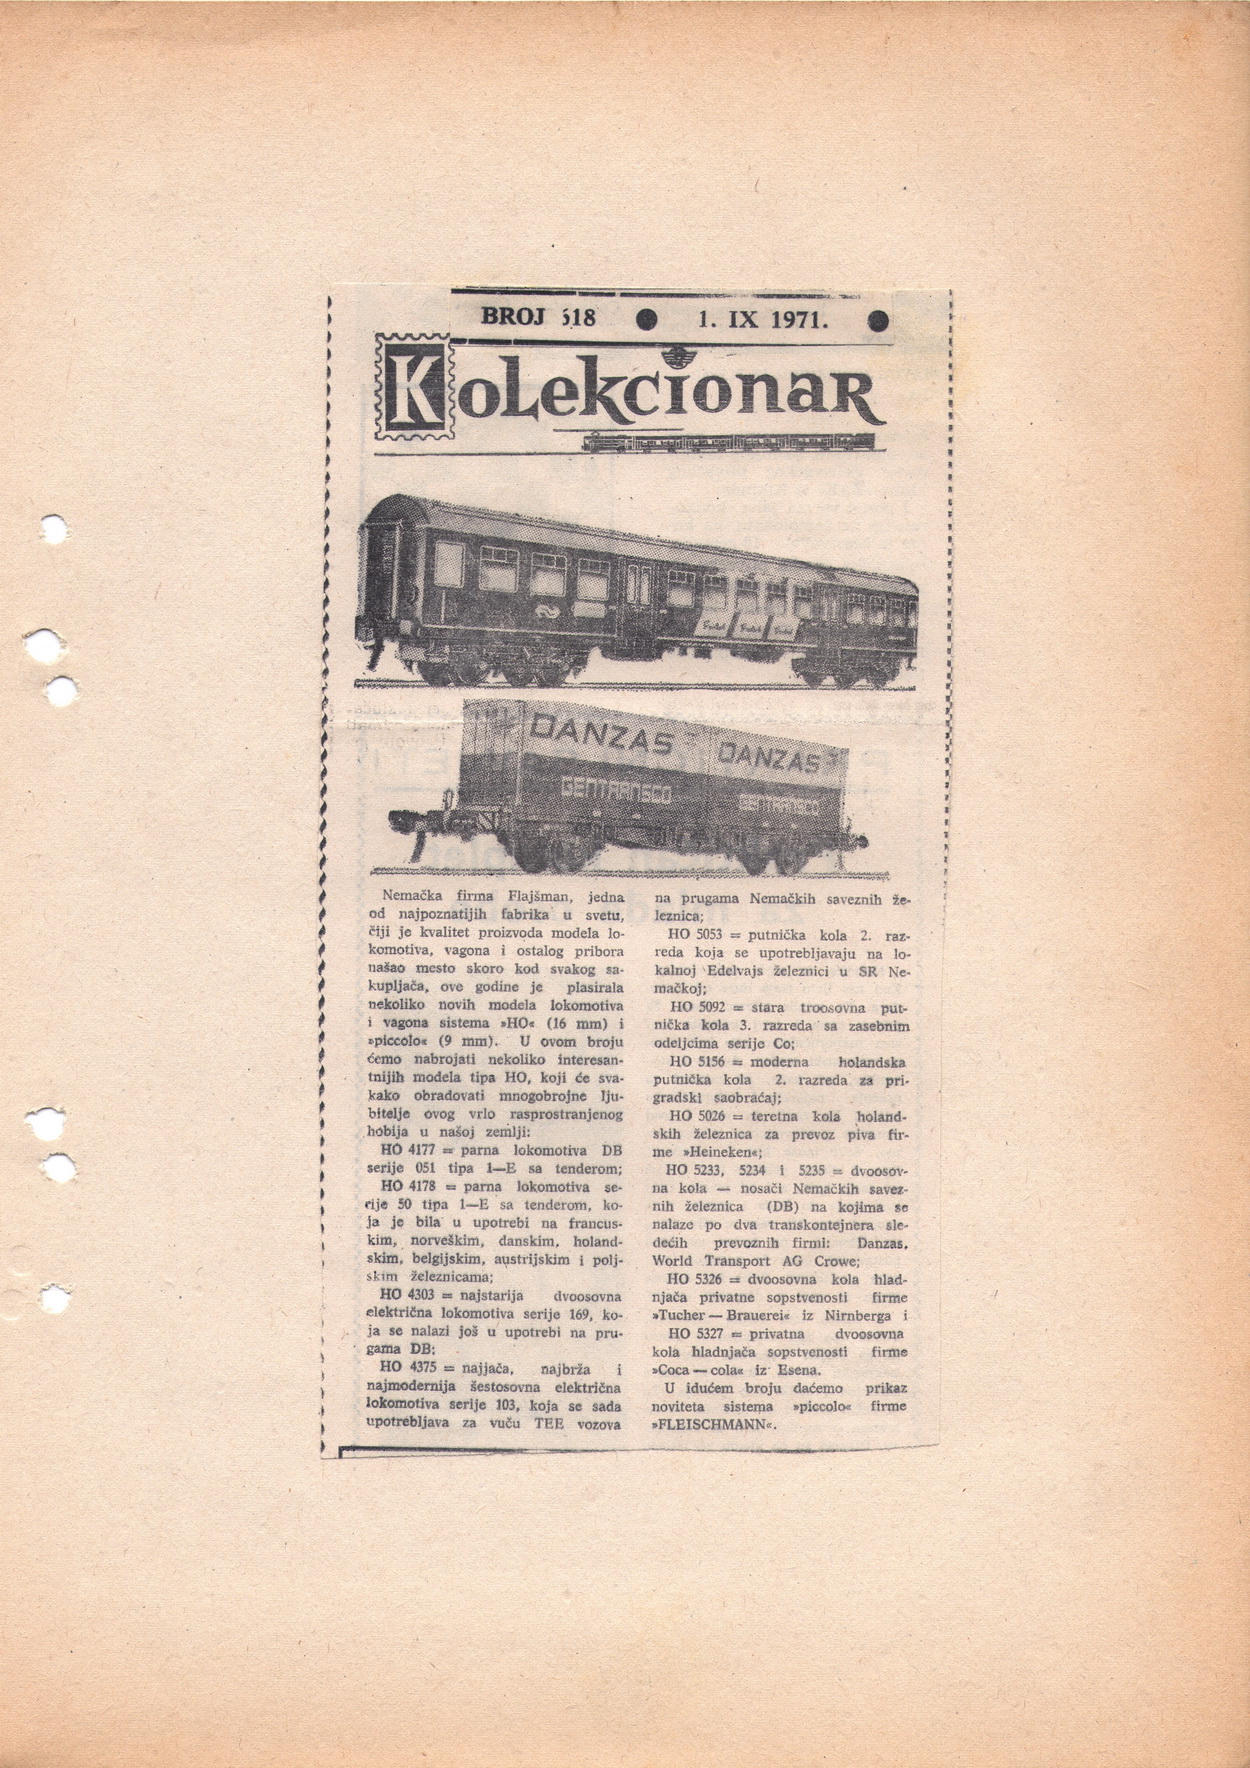 BROJ 518 ● 1. IX 1971. ●
Kolekcionar
DANZAS DANZAS
GENTRANSCO GENTRANSCO
Nemačka firma Flajšman, jedna
od najpoznatijih fabrika u svetu,
čiji je kvalitet proizvoda modela lo-
komotiva, vagona i ostalog pribora
našao mesto skoro kod svakog sa-
kupljača, ove godine je plasirala
nekoliko novih modela lokomotiva
i vagona sistema »HO« (16 mm) i
»piccolo« (9 mm). U ovom broju
ćemo nabrojati nekoliko interesan-
tnijih modela tipa HO, koji će sva-
kako obradovati mnogobrojne lju-
bitelje ovog vrlo rasprostranjenog
hobija u našoj zemlji:
HO 4177 = parna lokomotiva DB
serije 051 tipa 1—E sa tenderom;
HO 4178 = parna lokomotiva se-
rije 50 tipa 1—E sa tenderom, ko-
ja je bila u upotrebi na francus-
kim, norveškim, danskim, holand-
skim, belgijskim, austrijskim i polj-
skim železnicama;
HO 4303 = najstarija dvoosovna
električna lokomotiva serije 169, ko-
ja se nalazi još u upotrebi na pru-
gama DB;
HO 4375 = najjača, najbrža i
najmodernija šestosovna električna
lokomotiva serije 103, koja se sada
upotrebljava za vuču TEE vozova
na prugama Nemačkih saveznih že-
leznica;
HO 5053 = putnička kola 2. raz-
reda koja se upotrebljavaju na lo-
kalnoj Edelvajs železnici u SR Ne-
mačkoj;
HO 5092 = stara troosovna put-
nička kola 3. razreda sa zasebnim
odeljcima serije Co;
HO 5156 = moderna holandska
putnička kola 2. razreda za pri-
gradski saobraćaj;
HO 5026 = teretna kola holand-
skih železnica za prevoz piva fir-
me »Heineken«;
HO 5233, 5234 i 5235 = dvoosov-
na kola — nosači Nemačkih savez-
nih železnica (DB) na kojima se
nalaze po dva transkontejnera sle-
dećih prevoznih firmi: Danzas,
World Transport AG Crowe;
HO 5326 = dvoosovna kola hlad-
njača privatne sopstvenosti firme
»Tucher — Brauerei« iz Nirnberga i
HO 5327 = privatna dvoosovna
kola hladnjača sopstvenosti firme
»Coca — cola« iz Esena.
U idućem broju daćemo prikaz
noviteta sistema »piccolo« firme
»FLEISCHMANN«.